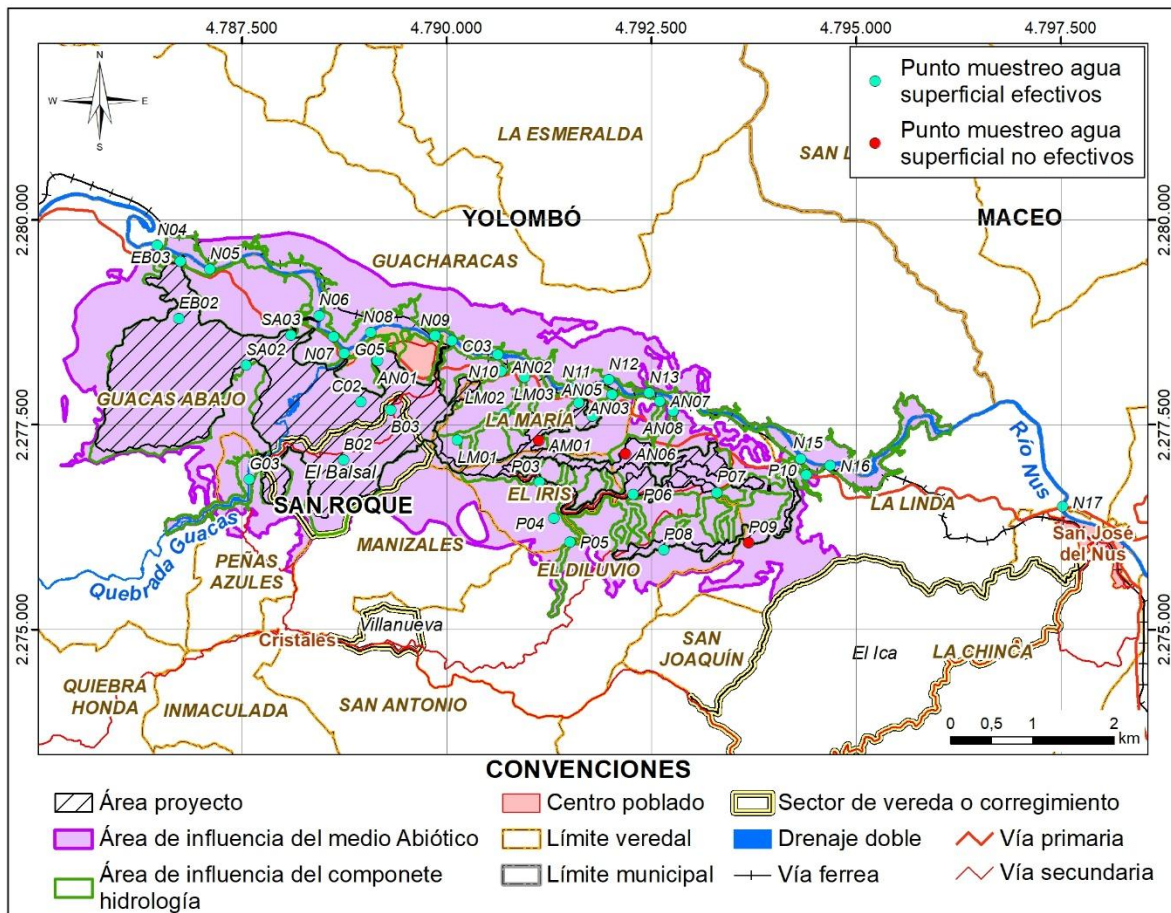 4.787.500
4.790.000
4.792.500
4.795.000
4.797.500
N
W
E
S
Punto muestreo agua
superficial efectivos
Punto muestreo agua
superficial no efectivos
2.280.000
2.277.500
2.275.000
2.280.000
2.277.500
2.275.000
LA ESMERALDA
SAN L
YOLOMBÓ
MACEO
GUACHARACAS
N04
EB03
N05
EB02
N06
SA03
N08
N09
SA02
N07
G05
C03
AN01
N10
AN02
N11
N12
N13
C02
LM02
LM03
AN05
AN03
AN07
GUACAS ABAJO
LA MARÍA
AN08
B03
B02
LM01
AM01
AN06
N15
G03
El Balsal
P03
P07
P10
N16
Río Nus
SAN ROQUE
EL IRIS
P06
LA LINDA
N17
P04
P09
San José
del Nus
Quebrada Guacas
PEÑAS
AZULES
MANIZALES
P05
P08
EL DILUVIO
Villanueva
Cristales
SAN
JOAQUÍN
El Ica
LA CHINCA
QUIEBRA
HONDA
INMACULADA
SAN ANTONIO
0 0,5 1 2
km
CONVENCIONES
Área proyecto
Centro poblado
Sector de vereda o corregimiento
Área de influencia del medio Abiótico
Límite veredal
Drenaje doble
Vía primaria
Área de influencia del componete
hidrología
Límite municipal
Vía ferrea
Vía secundaria